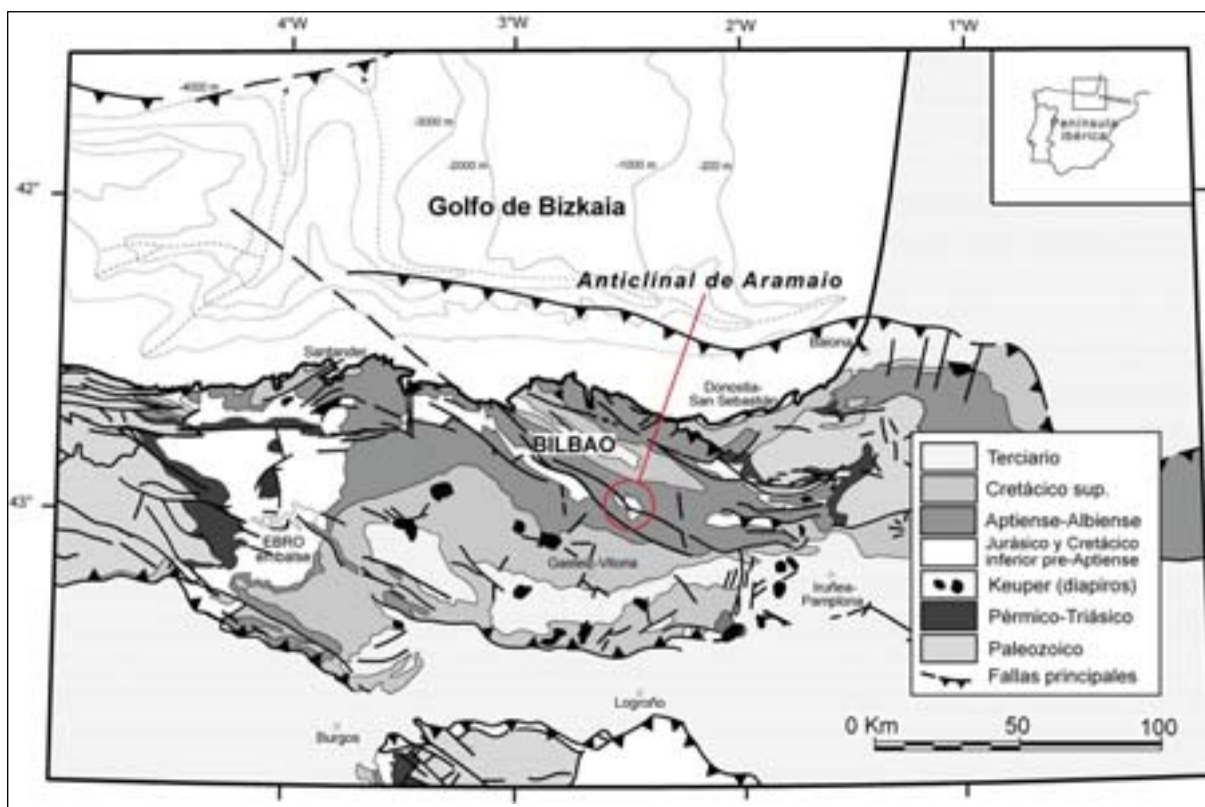 4°W
3°W
2°W
1°W
-4000 m
-3000 m
-2000 m
-1000 m
-200 m
Península
Ibérica
42°
Golfo de Bizkaia
Anticlinal de Aramaio
Baiona
Santander
Donostia-
San Sebastián
BILBAO
43°
EBRO
embalse
Gasteiz-Vitoria
Iruñea-
Pamplona
Logroño
Burgos
Terciario
Cretácico sup.
Aptiense-Albiense
Jurásico y Cretácico
inferior pre-Aptiense
Keuper (diapiros)
Pérmico-Triásico
Paleozoico
Fallas principales
0 Km 50 100